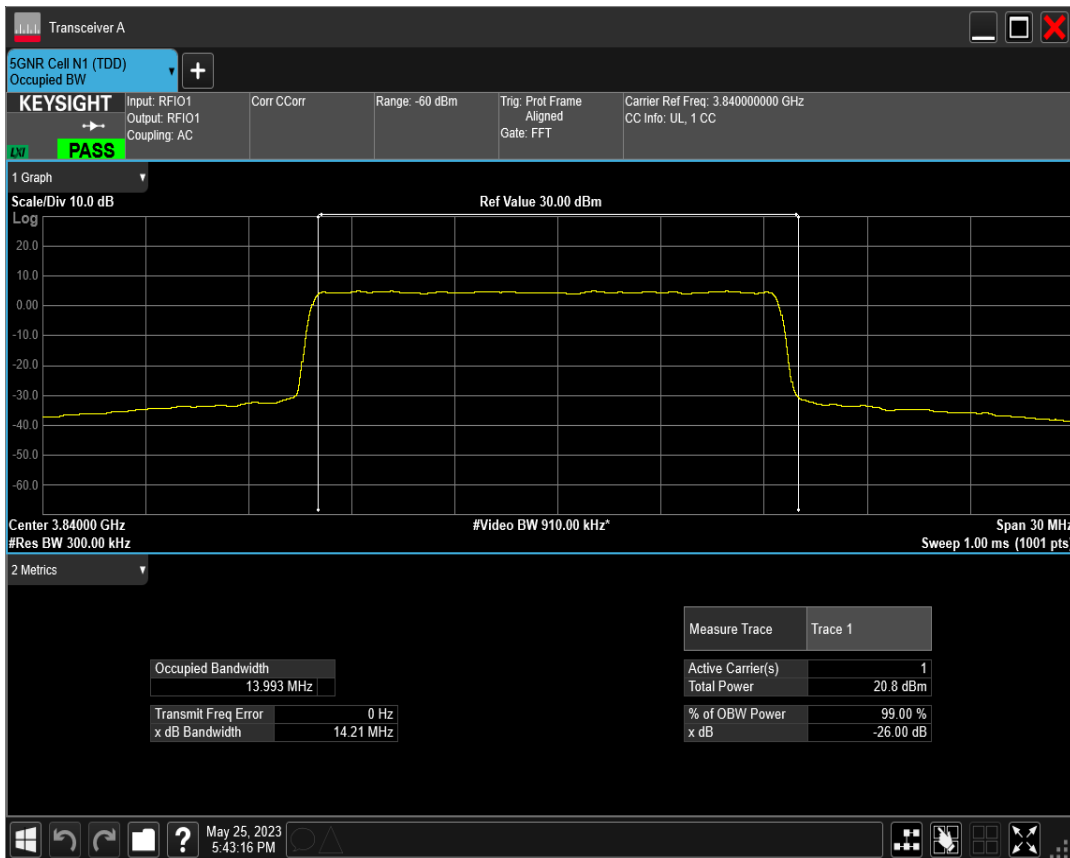 Transceiver A
5GNR Cell N1 (TDD)
Occupied BW
+
KEYSIGHT
LXI
PASS
Input: RFIO1
Output: RFIO1
Coupling: AC
Corr CCorr
Range: -60 dBm
Trig: Prot Frame
Aligned
Gate: FFT
Carrier Ref Freq: 3.840000000 GHz
CC Info: UL, 1 CC
1 Graph
Scale/Div 10.0 dB
Ref Value 30.00 dBm
Log
20.0
10.0
0.00
-10.0
-20.0
-30.0
-40.0
-50.0
-60.0
Center 3.84000 GHz
#Video BW 910.00 kHz*
Span 30 MHz
#Res BW 300.00 kHz
Sweep 1.00 ms (1001 pts)
2 Metrics
Measure Trace Trace 1
Occupied Bandwidth
13.993 MHz
Active Carrier(s) 1
Total Power 20.8 dBm
Transmit Freq Error 0 Hz
x dB Bandwidth 14.21 MHz
% of OBW Power 99.00 %
x dB -26.00 dB
?
May 25, 2023
5:43:16 PM